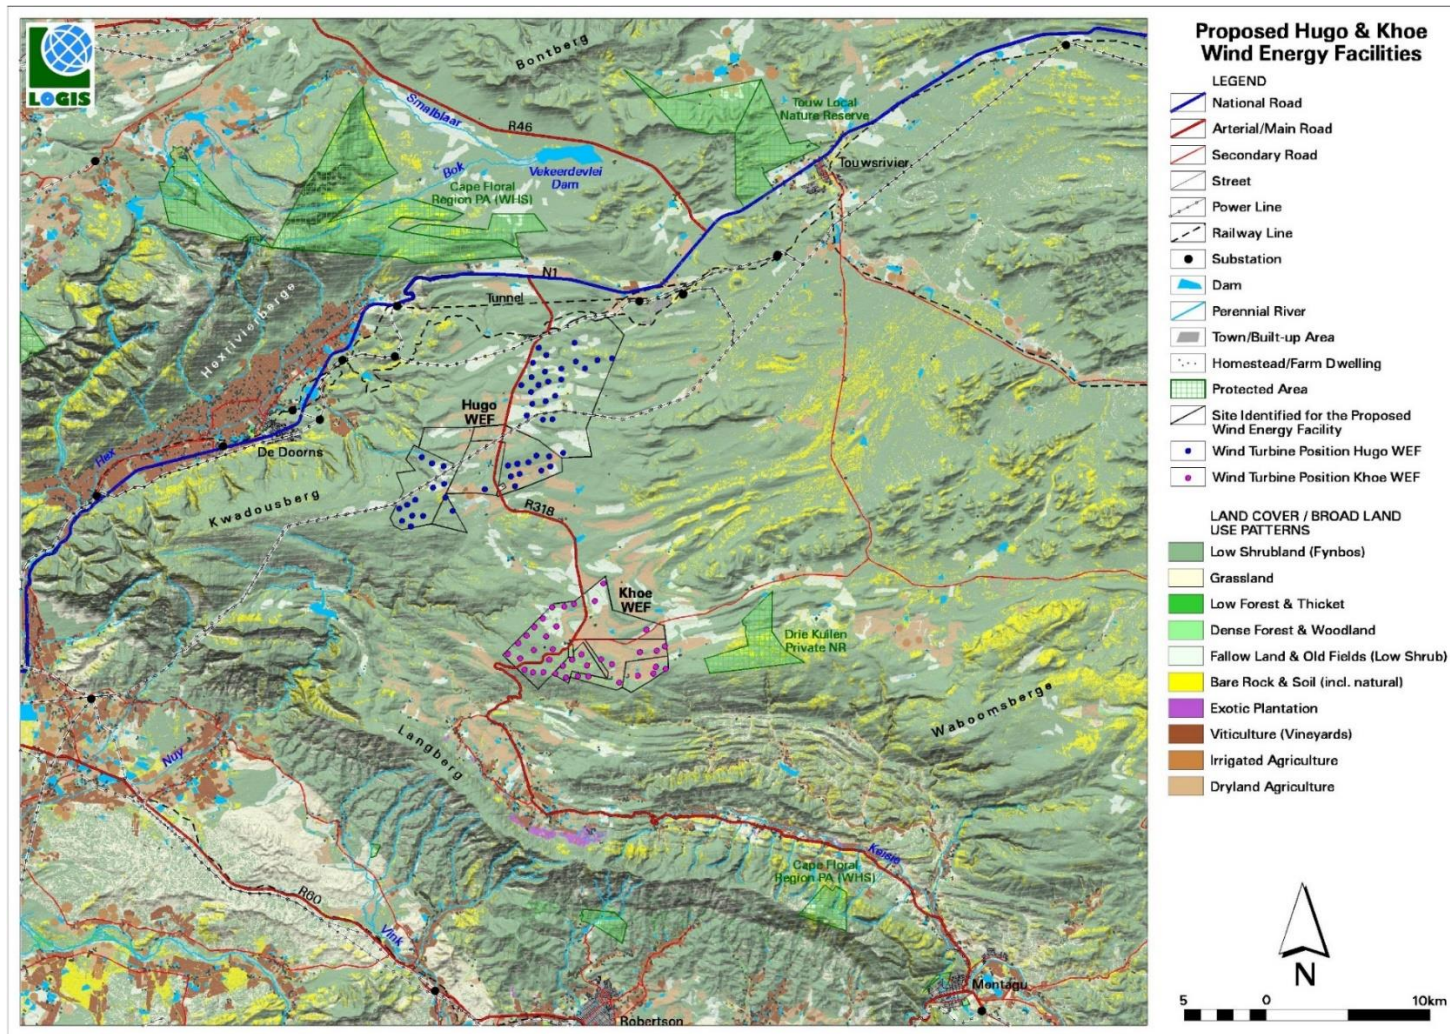 LOGIS
Bontberg
Smalblaar
R46
Touw Local
Nature Reserve
Touwsrivier
Bok
Vekeerdevlei
Dam
Cape Floral
Region PA (WHS)
N1
Tunnel
Hexrivierberge
Hugo
WEF
De Doorns
Hex
Kwadousberg
R318
Khoe
WEF
Drie Kuilen
Private NR
Waboomsberge
Langberg
Nuy
Keisie
Cape Floral
Region PA (WHS)
R60
Vink
Montagu
Robertson
Proposed Hugo & Khoe
Wind Energy Facilities
LEGEND
National Road
Arterial/Main Road
Secondary Road
Street
Power Line
Railway Line
Substation
Dam
Perennial River
Town/Built-up Area
Homestead/Farm Dwelling
Protected Area
Site Identified for the Proposed
Wind Energy Facility
Wind Turbine Position Hugo WEF
Wind Turbine Position Khoe WEF
LAND COVER / BROAD LAND
USE PATTERNS
Low Shrubland (Fynbos)
Grassland
Low Forest & Thicket
Dense Forest & Woodland
Fallow Land & Old Fields (Low Shrub)
Bare Rock & Soil (incl. natural)
Exotic Plantation
Viticulture (Vineyards)
Irrigated Agriculture
Dryland Agriculture
N
5 0 10km